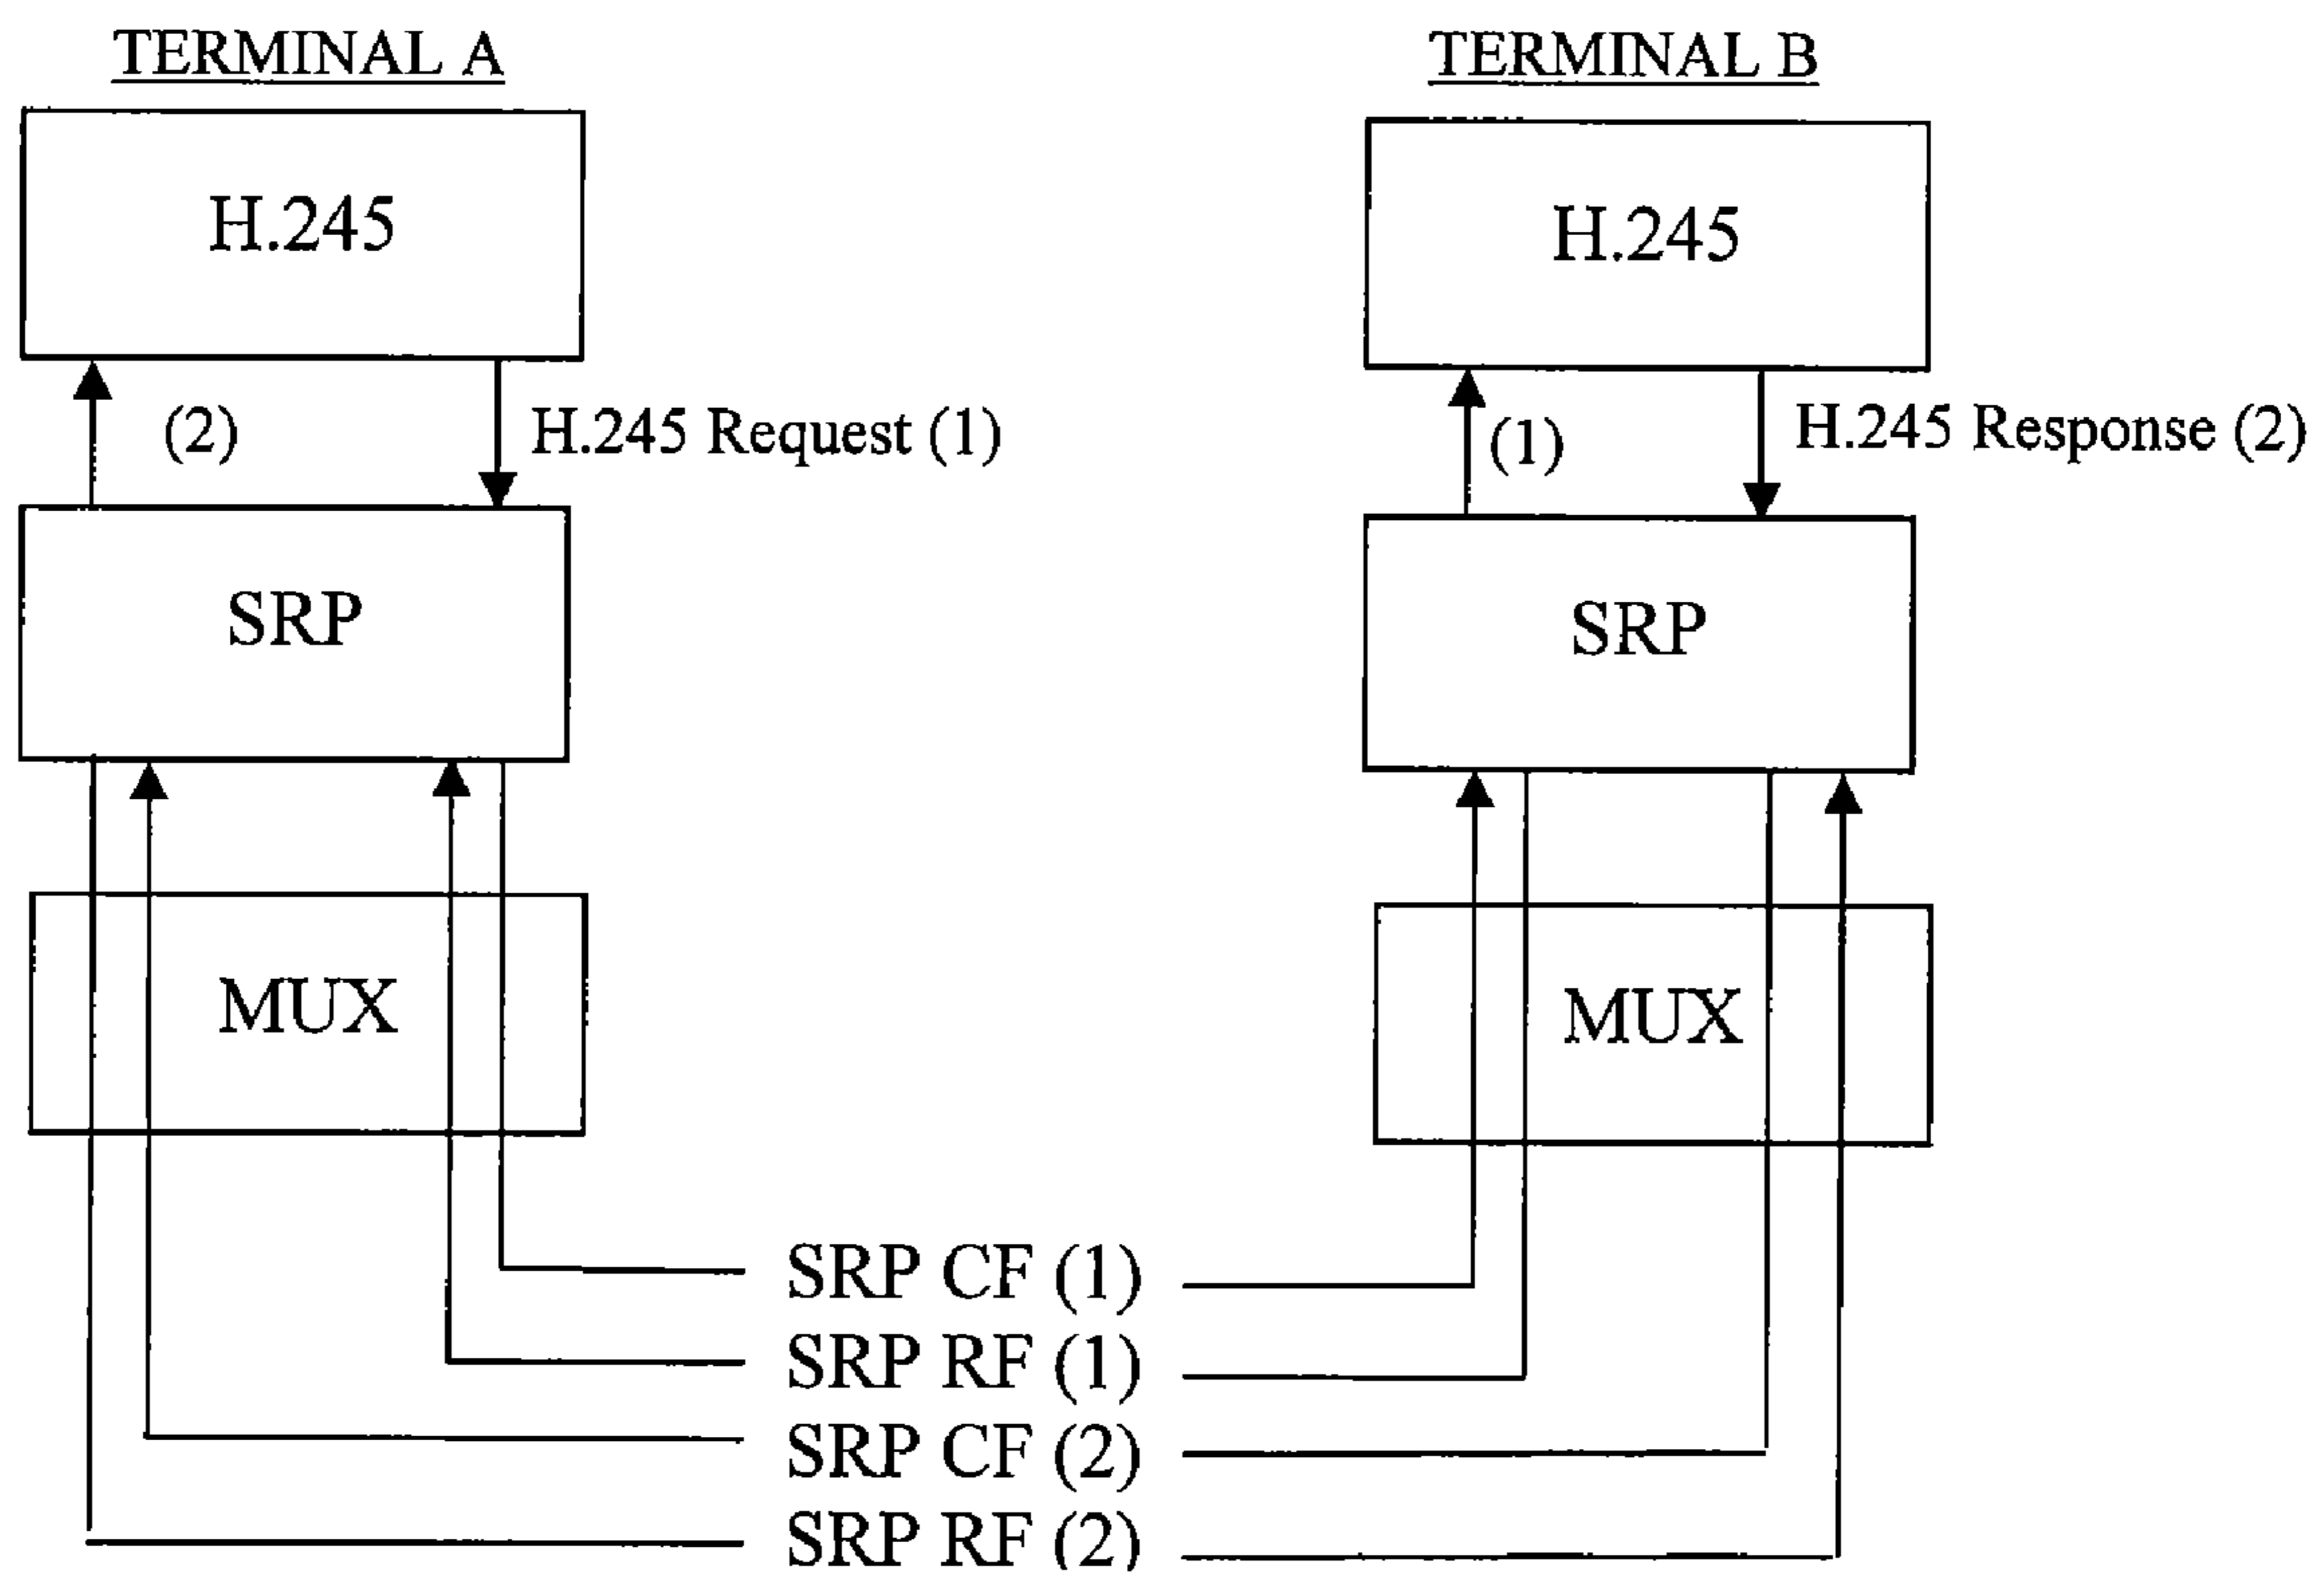 TERMINAL A
TERMINAL B
H.245
H.245
(2)
H.245 Request (1)
(1)
H.245 Response (2)
SRP
SRP
MUX
MUX
SRP CF (1)
SRP RF (1)
SRP CF (2)
SRP RF (2)